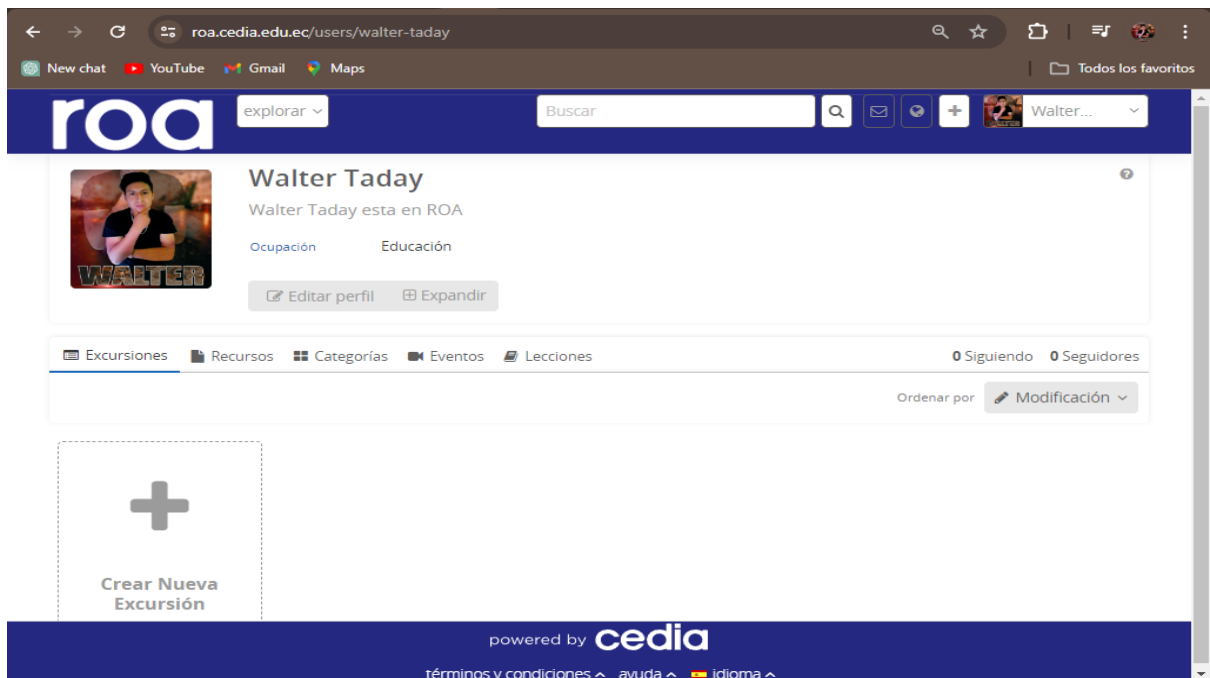 roa.cedia.edu.ec/users/walter-taday
New chat YouTube Gmail Maps Todos los favoritos
roa explorar Buscar Walter...
Walter Taday
Walter Taday esta en ROA
Ocupación Educación
WALTER
Editar perfil Expandir
Excursiones Recursos Categorías Eventos Lecciones 0 Siguiendo 0 Seguidores
Ordenar por Modificación
Crear Nueva
Excursión
powered by cedia
términos y condiciones ayuda idioma